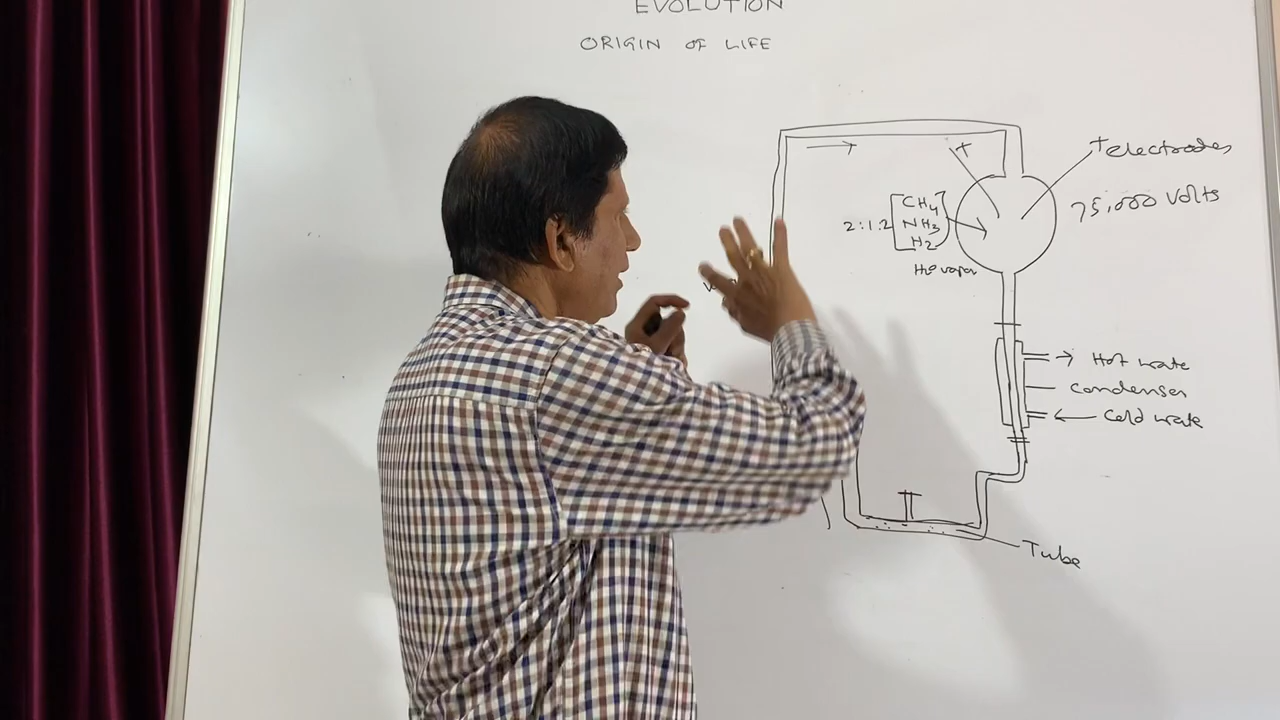 EVOLUTION
ORIGIN OF LIFE
electrodes
75,000 volts
CH4
2:1:2
NH3
H2
H2O vapor
Hot wate
Condenser
Cold wate
Tube